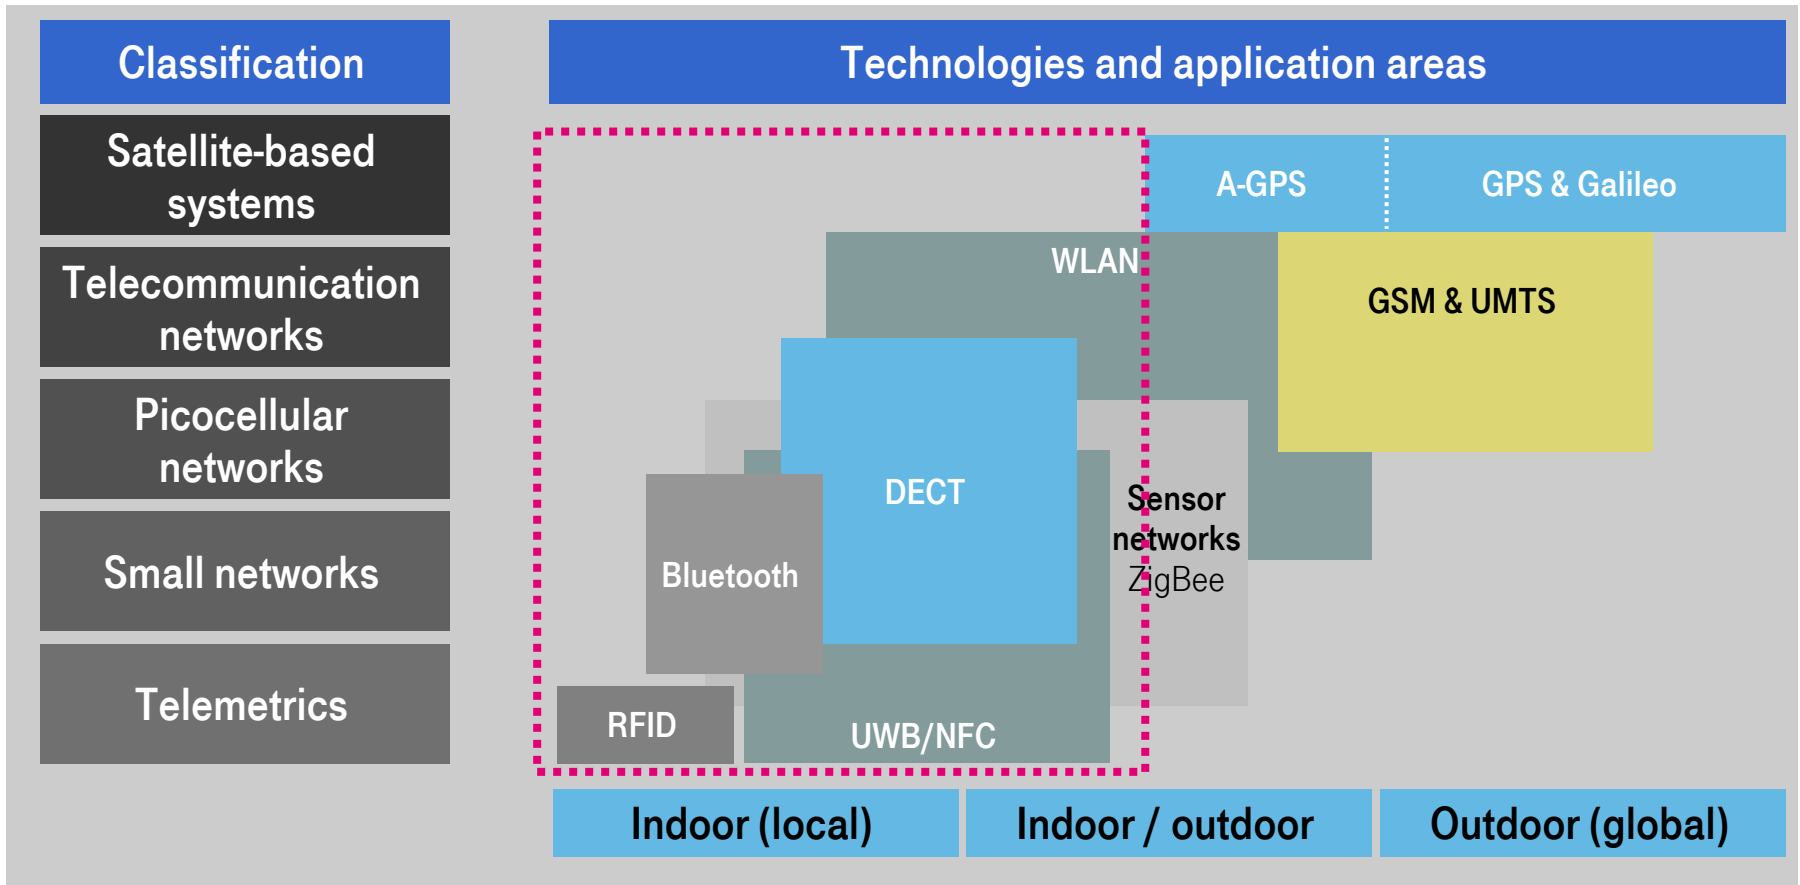 Classification
Technologies and application areas
Satellite-based
systems
Telecommunication
networks
Picocellular
networks
Small networks
Telemetrics
A-GPS
GPS & Galileo
WLAN
GSM & UMTS
DECT
Sensor
networks
ZigBee
Bluetooth
RFID
UWB/NFC
Indoor (local)
Indoor / outdoor
Outdoor (global)